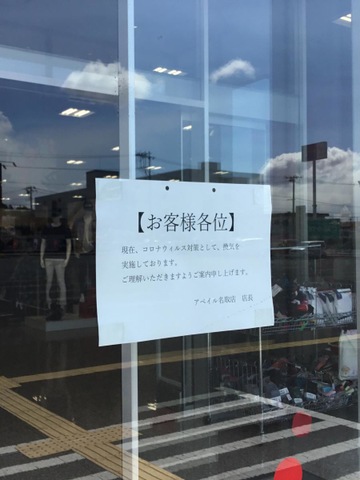 【お客様各位】
現在、コロナウィルス対策として、換気を
実施しております。
ご理解いただきますようご案内申し上げます。
アベイル名取店 店長